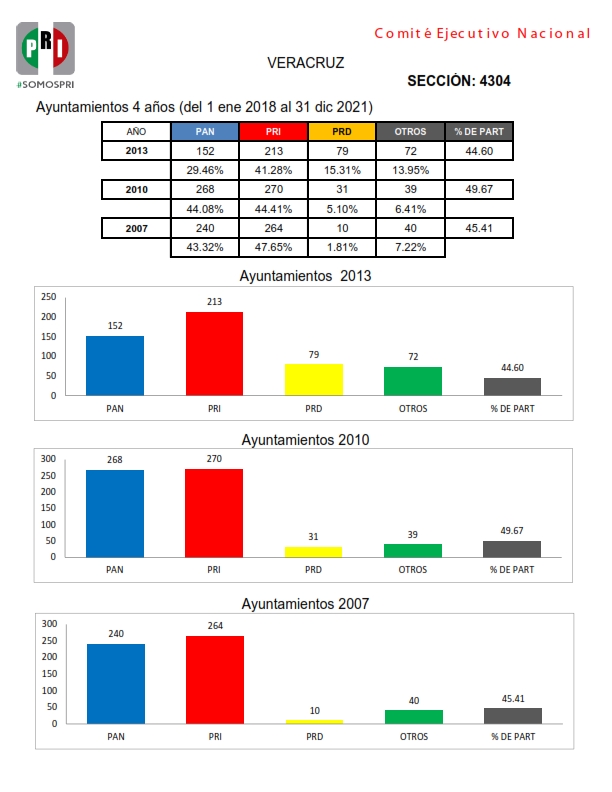 Comité Ejecutivo Nacional
PRI
#SOMOSPRI
VERACRUZ
SECCIÓN: 4304
Ayuntamientos 4 años (del 1 ene 2018 al 31 dic 2021)
AÑO PAN PRI PRD OTROS % DE PART
2013 152 213 79 72 44.60
29.46% 41.28% 15.31% 13.95%
2010 268 270 31 39 49.67
44.08% 44.41% 5.10% 6.41%
2007 240 264 10 40 45.41
43.32% 47.65% 1.81% 7.22%
Ayuntamientos 2013
250
200
150
100
50
0
152 213 79 72 44.60
PAN PRI PRD OTROS % DE PART
Ayuntamientos 2010
300
250
200
150
100
50
0
268 270 31 39 49.67
PAN PRI PRD OTROS % DE PART
Ayuntamientos 2007
300
250
200
150
100
50
0
240 264 10 40 45.41
PAN PRI PRD OTROS % DE PART